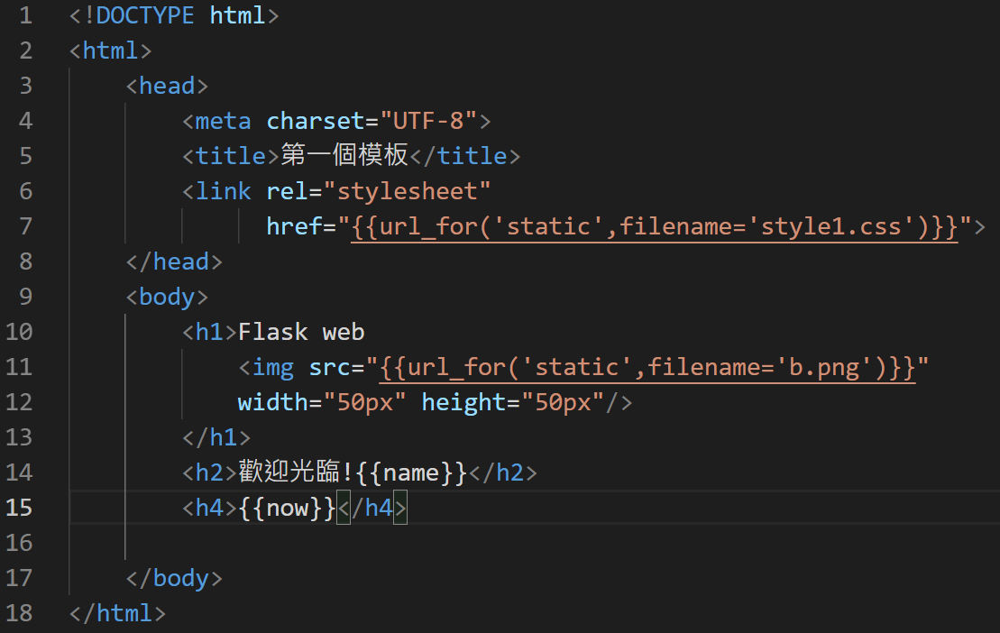 1 <!DOCTYPE html>
2 <html>
3 <head>
4 <meta charset="UTF-8">
5 <title>第一個模板</title>
6 <link rel="stylesheet"
7 href="{{url_for('static',filename='style1.css')}}">
8 </head>
9 <body>
10 <h1>Flask web
11 <img src="{{url_for('static',filename='b.png')}}"
12 width="50px" height="50px"/>
13 </h1>
14 <h2>歡迎光臨!{{name}}</h2>
15 <h4>{{now}}</h4>
16
17 </body>
18 </html>